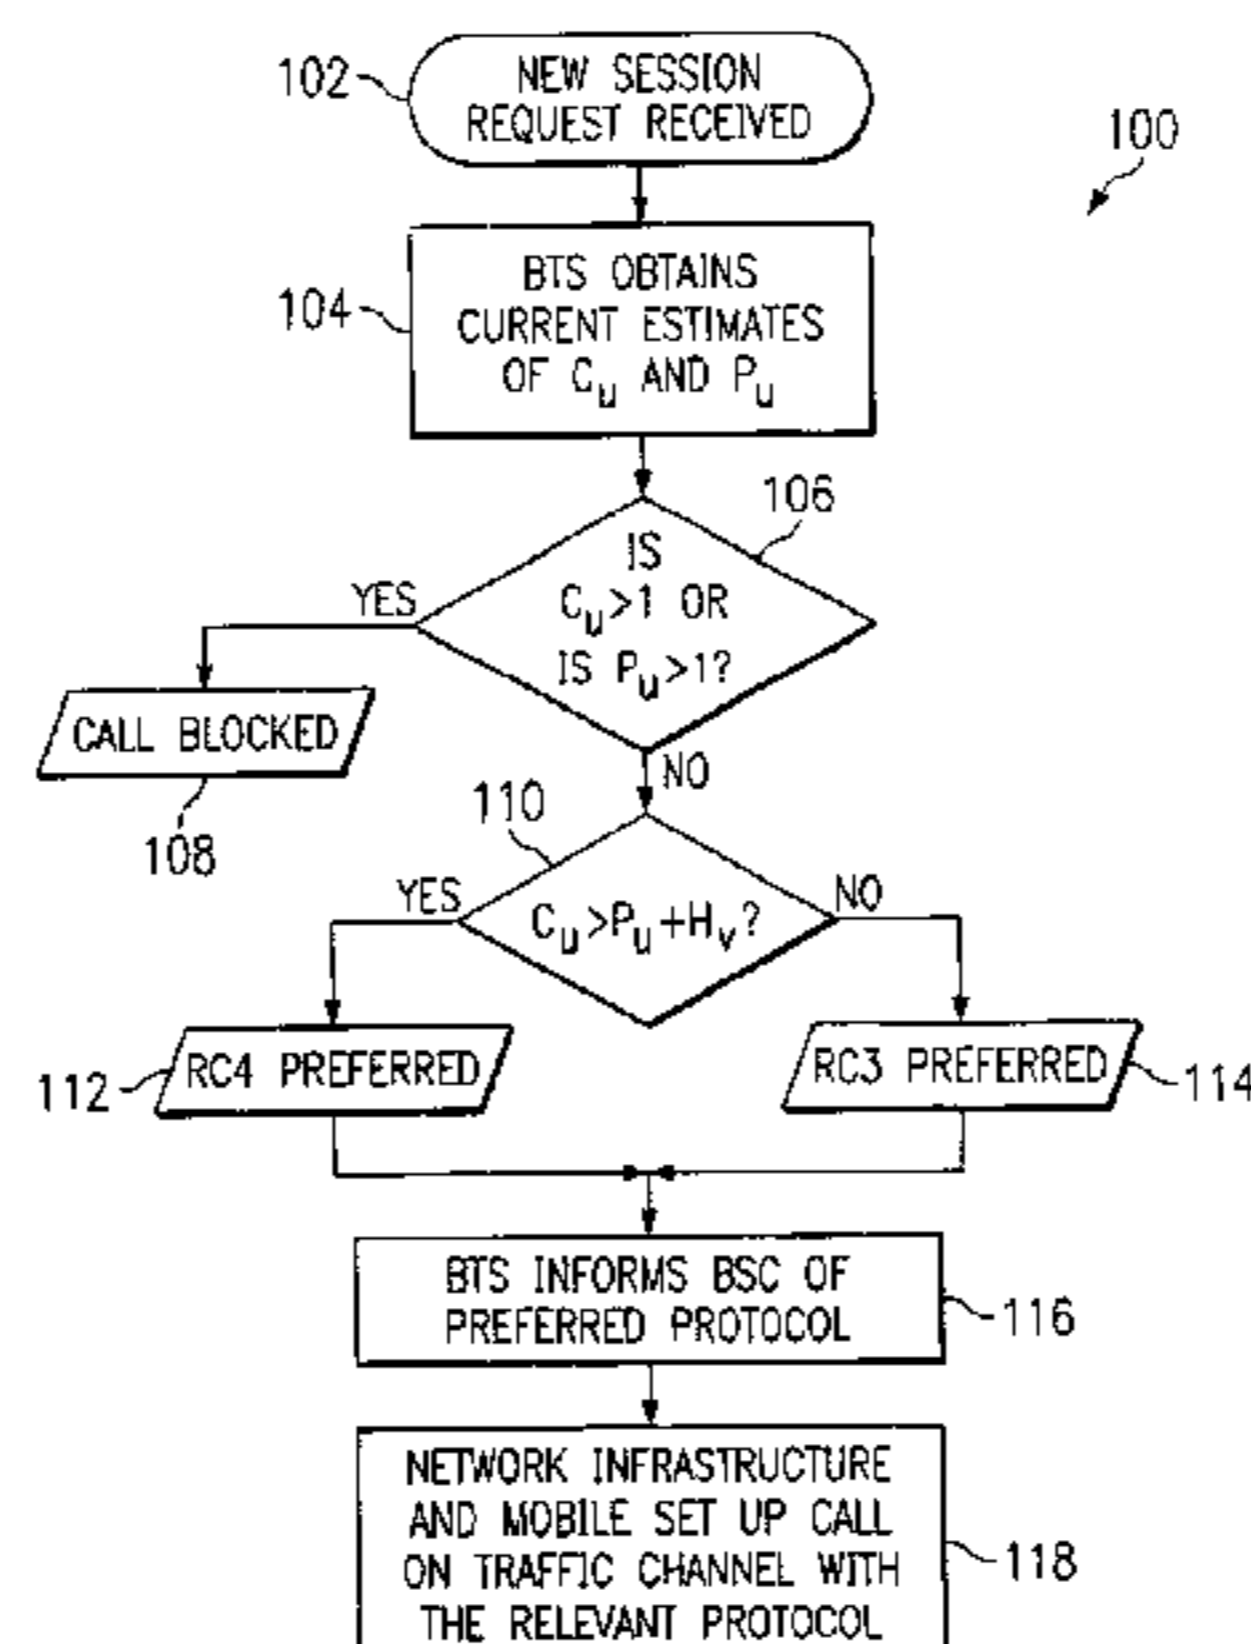 102
NEW SESSION
REQUEST RECEIVED
100
104
BTS OBTAINS
CURRENT ESTIMATES
OF Cu AND Pu
106
IS
Cu>1 OR
IS Pu>1?
YES
CALL BLOCKED
108
NO
110
YES
Cu>Pu+Hv?
NO
112
RC4 PREFERRED
RC3 PREFERRED
114
BTS INFORMS BSC OF
PREFERRED PROTOCOL
116
NETWORK INFRASTRUCTURE
AND MOBILE SET UP CALL
ON TRAFFIC CHANNEL WITH
THE RELEVANT PROTOCOL
118